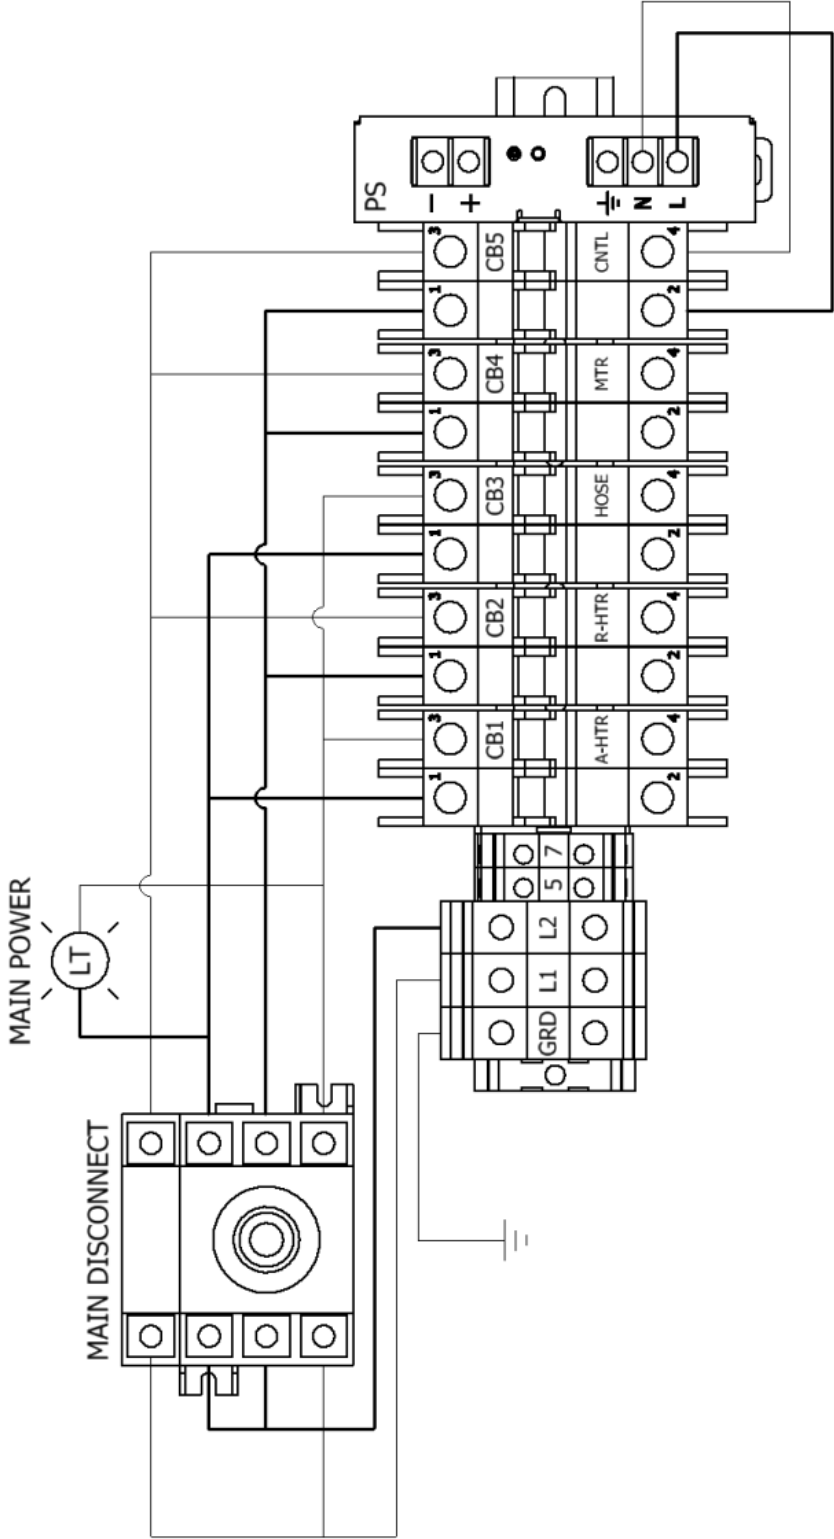 PS
-
+
N
L
3
CB5
CNTL
4
1
2
3
CB4
MTR
4
1
2
3
CB3
HOSE
4
1
2
3
CB2
R-HTR
4
1
2
3
CB1
A-HTR
4
1
2
7
5
L2
L1
GRD
MAIN POWER
LT
MAIN DISCONNECT